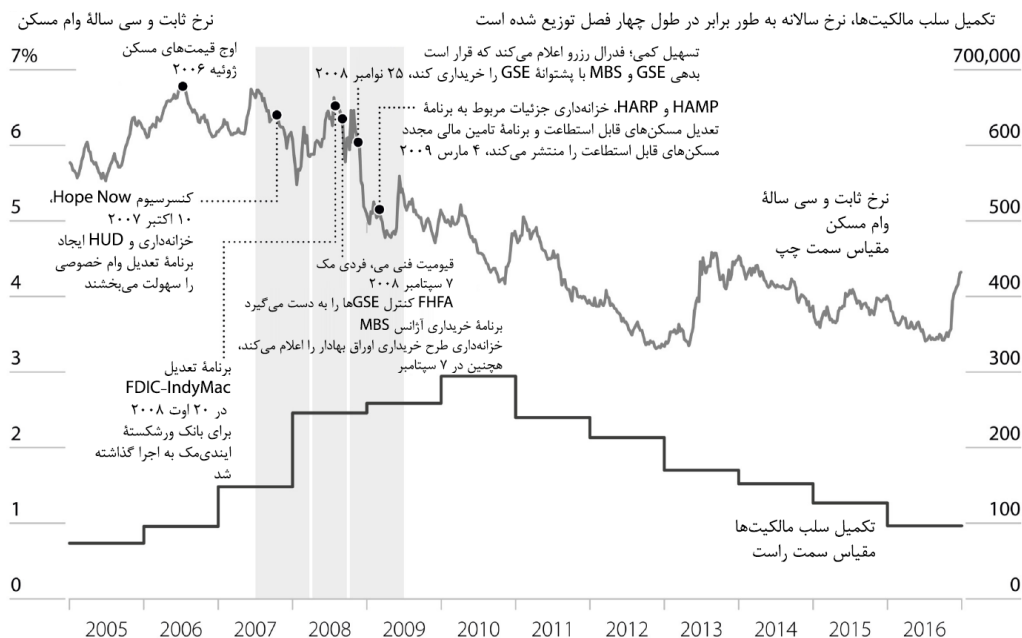 نرخ ثابت و سی سالهٔ وام مسکن
تکمیل سلب مالکیت‌ها، نرخ سالانه به طور برابر در طول چهار فصل توزیع شده است
7%
6
5
4
3
2
1
0
700,000
600
500
400
300
200
100
0
اوج قیمت‌های مسکن
ژوئیه ۲۰۰۶
تسهیل کمی؛ فدرال رزرو اعلام می‌کند که قرار است
بدهی GSE و MBS با پشتوانهٔ GSE را خریداری کند، ۲۵ نوامبر ۲۰۰۸
HAMP و HARP، خزانه‌داری جزئیات مربوط به برنامهٔ
تعدیل مسکن‌های قابل استطاعت و برنامهٔ تامین مالی مجدد
مسکن‌های قابل استطاعت را منتشر می‌کند، ۴ مارس ۲۰۰۹
کنسرسیوم Hope Now،
۱۰ اکتبر ۲۰۰۷
خزانه‌داری و HUD ایجاد
برنامهٔ تعدیل وام خصوصی
را سهولت می‌بخشند
نرخ ثابت و سی سالهٔ
وام مسکن
مقیاس سمت چپ
قیومیت فنی می، فردی مک
۷ سپتامبر ۲۰۰۸
FHFA کنترل GSEها را به دست می‌گیرد
برنامهٔ خریداری آژانس MBS
خزانه‌داری طرح خریداری اوراق بهادار را اعلام می‌کند،
هچنین در ۷ سپتامبر
برنامهٔ تعدیل
FDIC-IndyMac
در ۲۰ اوت ۲۰۰۸
برای بانک ورشکستهٔ
ایندی‌مک به اجرا گذاشته
شد
تکمیل سلب مالکیت‌ها
مقیاس سمت راست
2005 2006 2007 2008 2009 2010 2011 2012 2013 2014 2015 2016